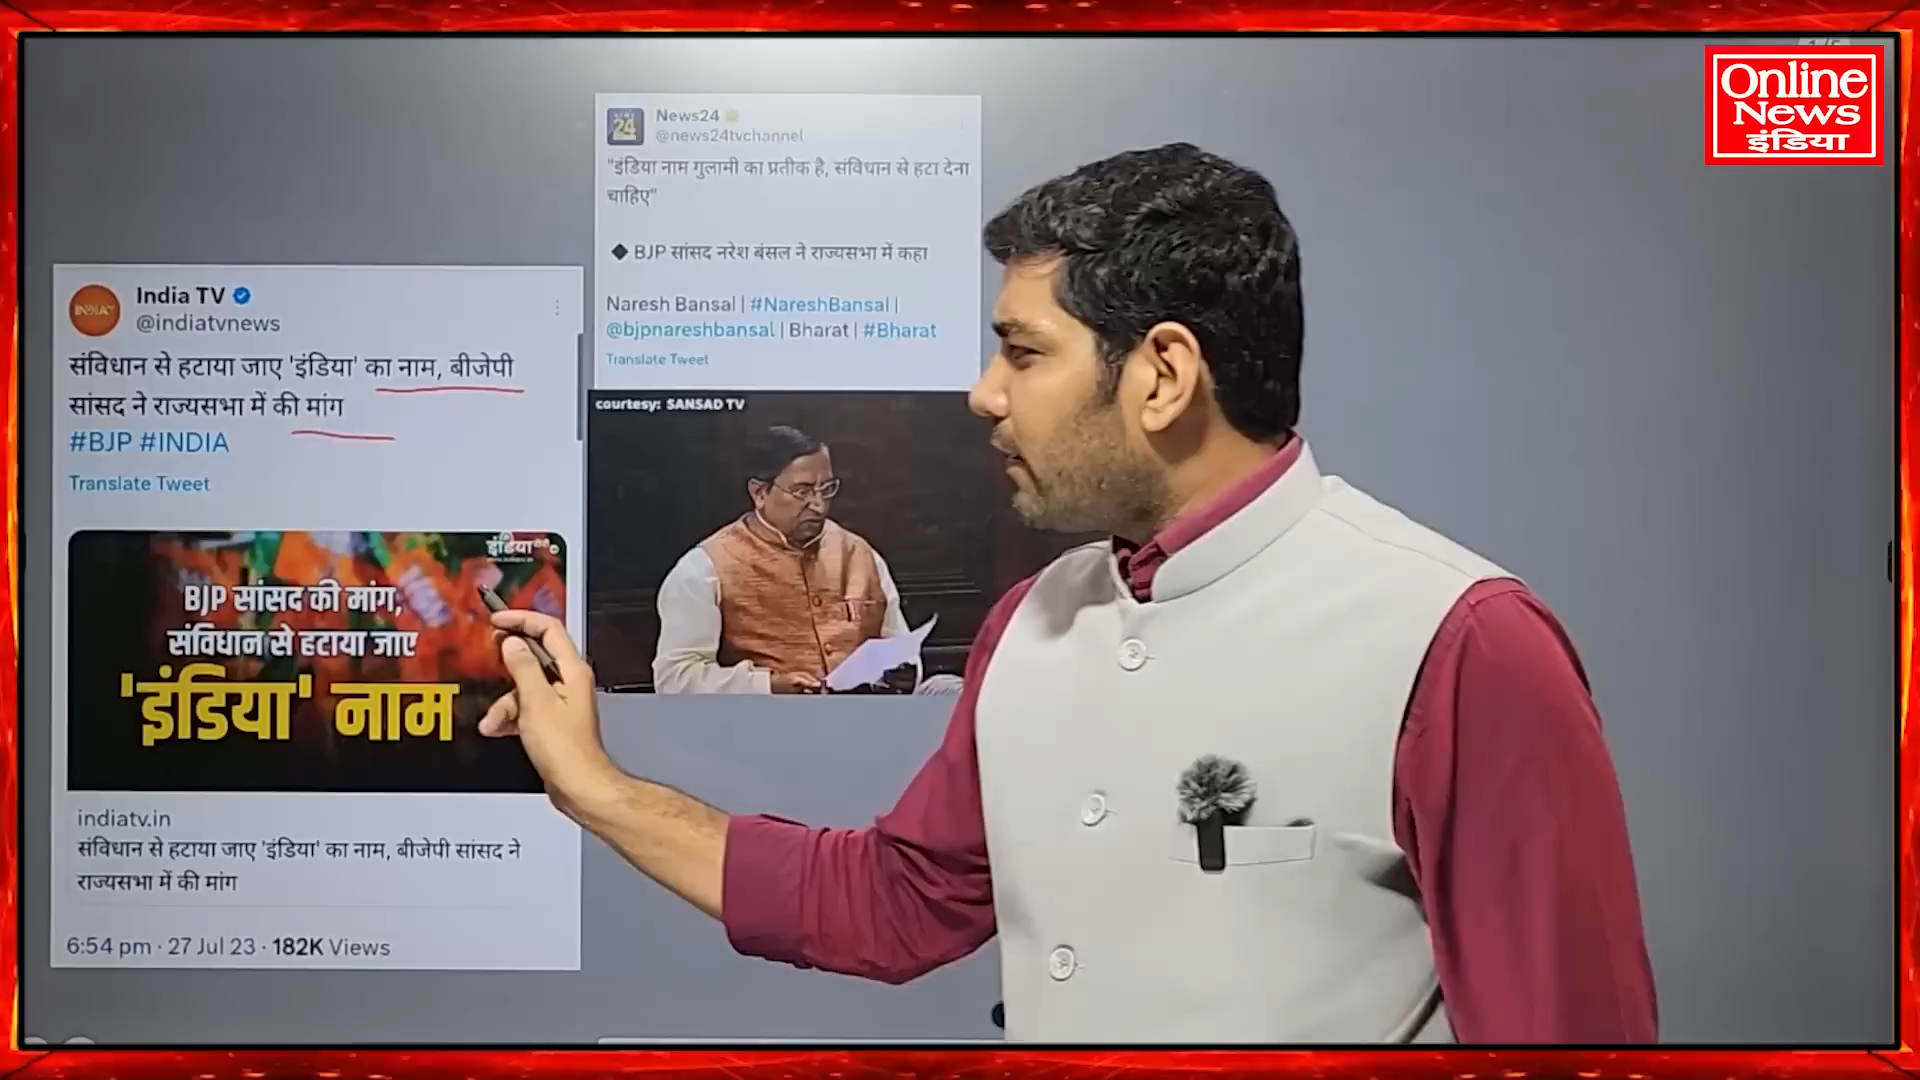 Online
News
इंडिया
News24
@news24tvchannel
"इंडिया नाम गुलामी का प्रतीक है, संविधान से हटा देना
चाहिए"
◆ BJP सांसद नरेश बंसल ने राज्यसभा में कहा
Naresh Bansal | #NareshBansal |
@bjpnareshbansal | Bharat | #Bharat
Translate Tweet
courtesy: SANSAD TV
India TV
@indiatvnews
संविधान से हटाया जाए 'इंडिया' का नाम, बीजेपी
सांसद ने राज्यसभा में की मांग
#BJP #INDIA
Translate Tweet
इंडिया
BJP सांसद की मांग,
संविधान से हटाया जाए
'इंडिया' नाम
indiatv.in
संविधान से हटाया जाए 'इंडिया' का नाम, बीजेपी सांसद ने
राज्यसभा में की मांग
6:54 pm · 27 Jul 23 · 182K Views